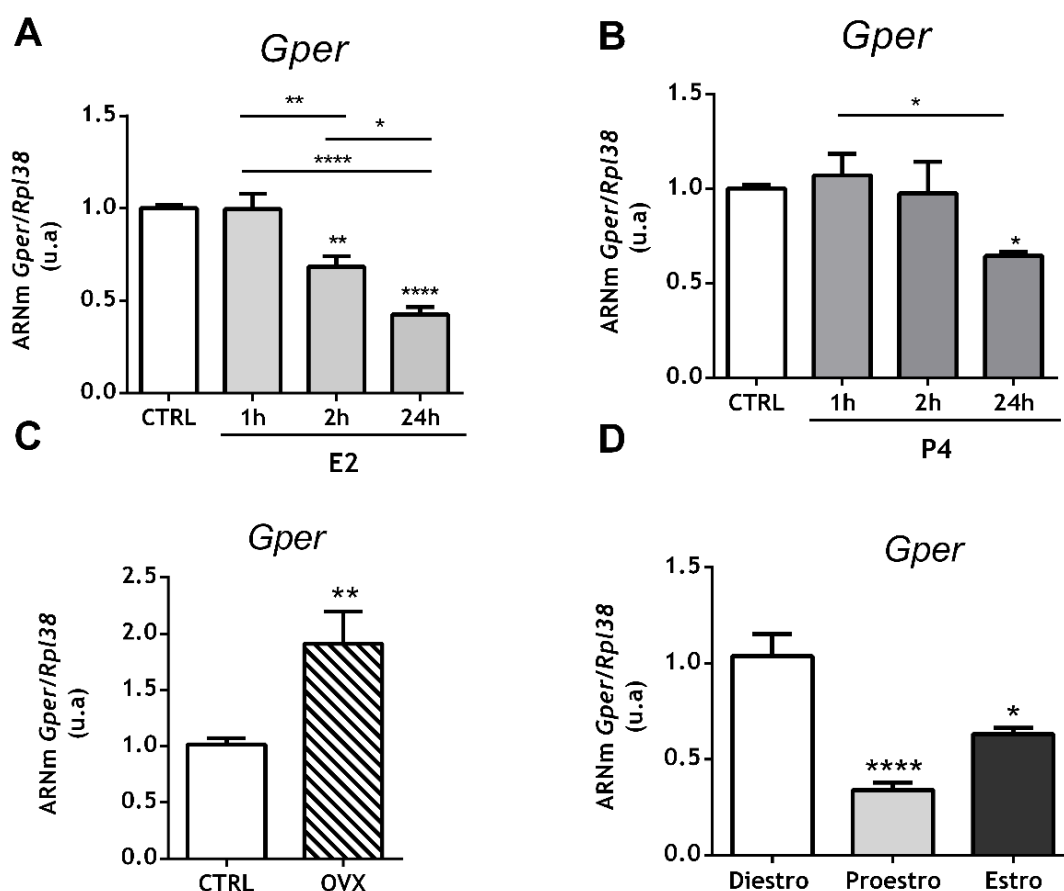 A
Gper
ARNm Gper/Rpl38
(u.a)
1.5
1.0
0.5
0.0
**
*
****
**
****
CTRL
1h
2h
24h
E2
B
Gper
ARNm Gper/Rpl38
(u.a)
1.5
1.0
0.5
0.0
*
*
CTRL
1h
2h
24h
P4
C
Gper
ARNm Gper/Rpl38
(u.a)
2.5
2.0
1.5
1.0
0.5
0.0
**
CTRL
OVX
D
Gper
ARNm Gper/Rpl38
(u.a)
1.5
1.0
0.5
0.0
****
*
Diestro
Proestro
Estro